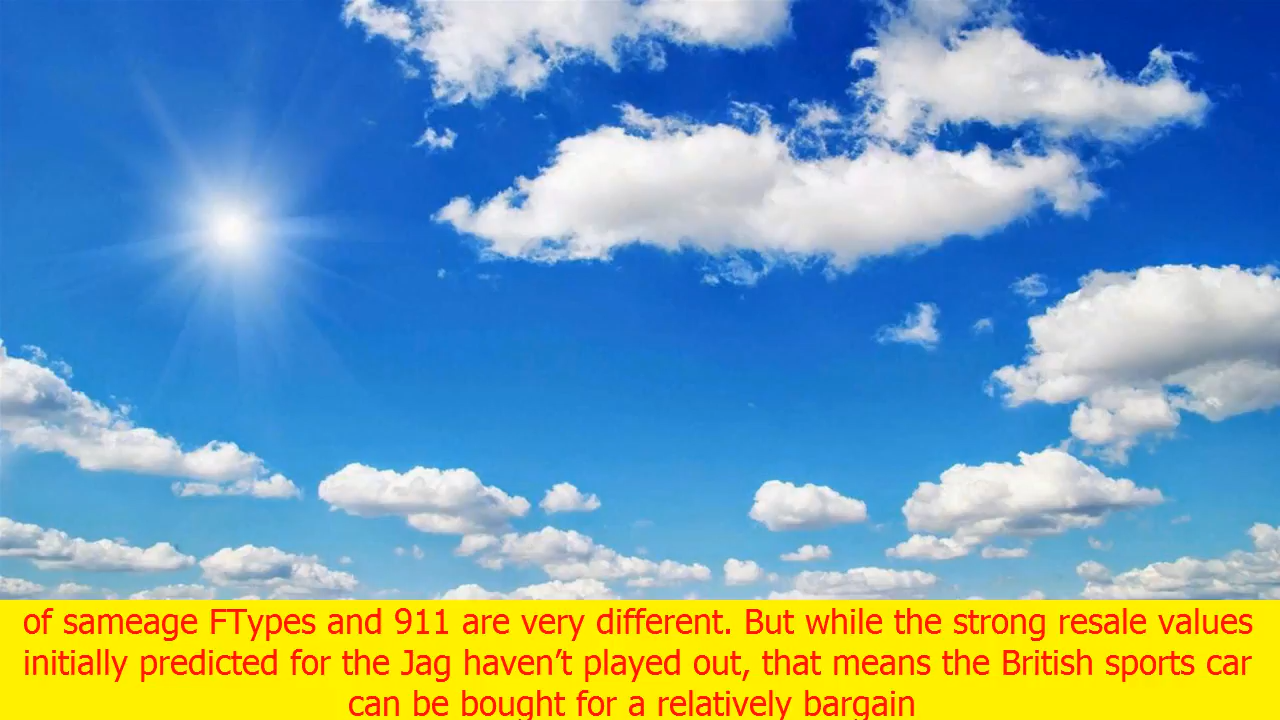 of sameage FTypes and 911 are very different. But while the strong resale values
initially predicted for the Jag haven’t played out, that means the British sports car
can be bought for a relatively bargain